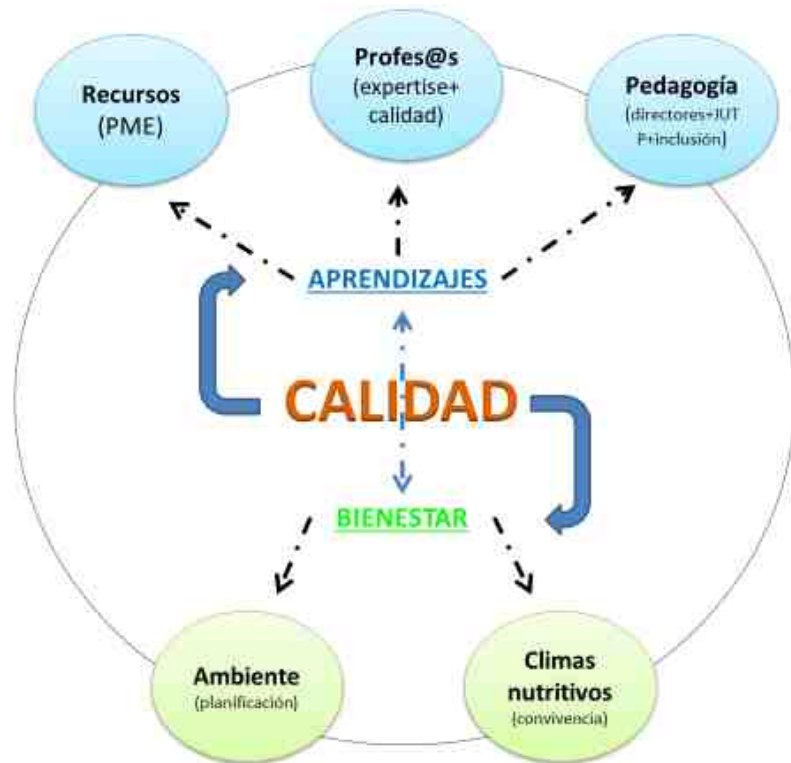 Recursos
(PME)
Profes@s
(expertise+
calidad)
Pedagogía
(directores+JUT
P+inclusión)
APRENDIZAJES
CALIDAD
BIENESTAR
Ambiente
(planificación)
Climas
nutritivos
(convivencia)